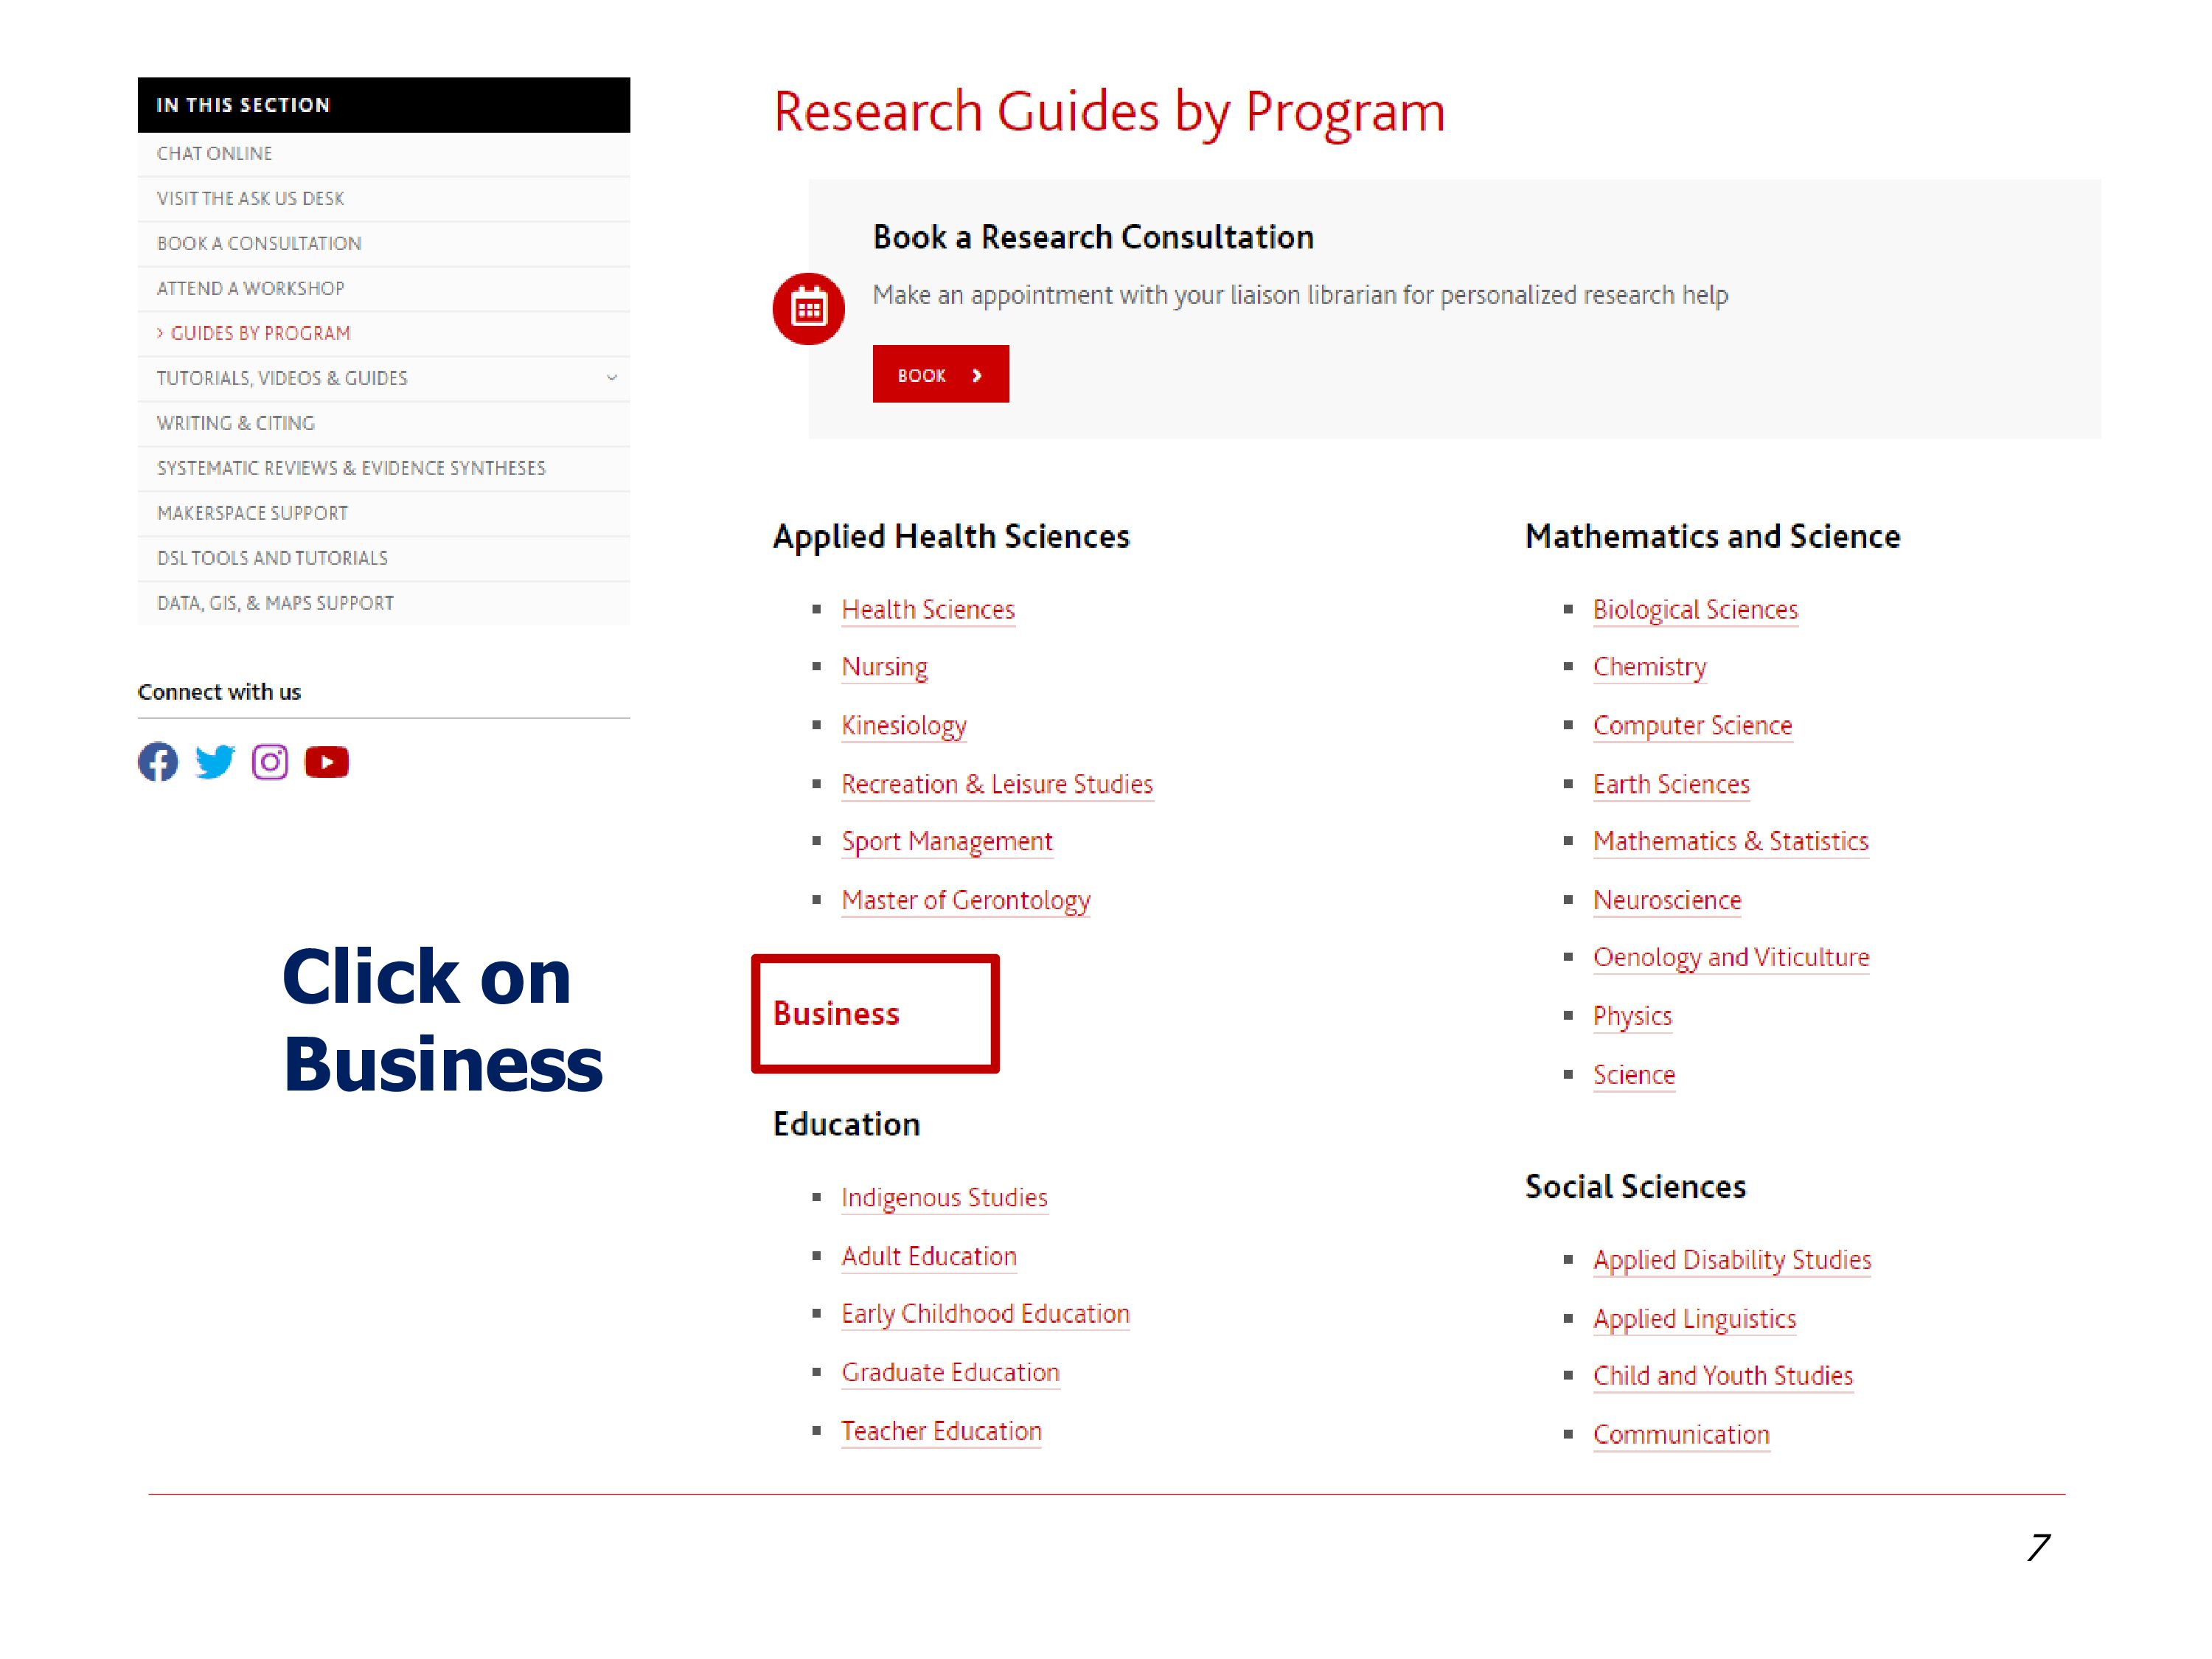 IN THIS SECTION
CHAT ONLINE
VISIT THE ASK US DESK
BOOK A CONSULTATION
ATTEND A WORKSHOP
> GUIDES BY PROGRAM
TUTORIALS, VIDEOS & GUIDES
WRITING & CITING
SYSTEMATIC REVIEWS & EVIDENCE SYNTHESES
MAKERSPACE SUPPORT
DSL TOOLS AND TUTORIALS
DATA, GIS, & MAPS SUPPORT
Connect with us
Click on
Business
Research Guides by Program
Book a Research Consultation
Make an appointment with your liaison librarian for personalized research help
BOOK >
Applied Health Sciences
▪ Health Sciences
▪ Nursing
▪ Kinesiology
▪ Recreation & Leisure Studies
▪ Sport Management
▪ Master of Gerontology
Business
Education
▪ Indigenous Studies
▪ Adult Education
▪ Early Childhood Education
▪ Graduate Education
▪ Teacher Education
Mathematics and Science
▪ Biological Sciences
▪ Chemistry
▪ Computer Science
▪ Earth Sciences
▪ Mathematics & Statistics
▪ Neuroscience
▪ Oenology and Viticulture
▪ Physics
▪ Science
Social Sciences
▪ Applied Disability Studies
▪ Applied Linguistics
▪ Child and Youth Studies
▪ Communication
7